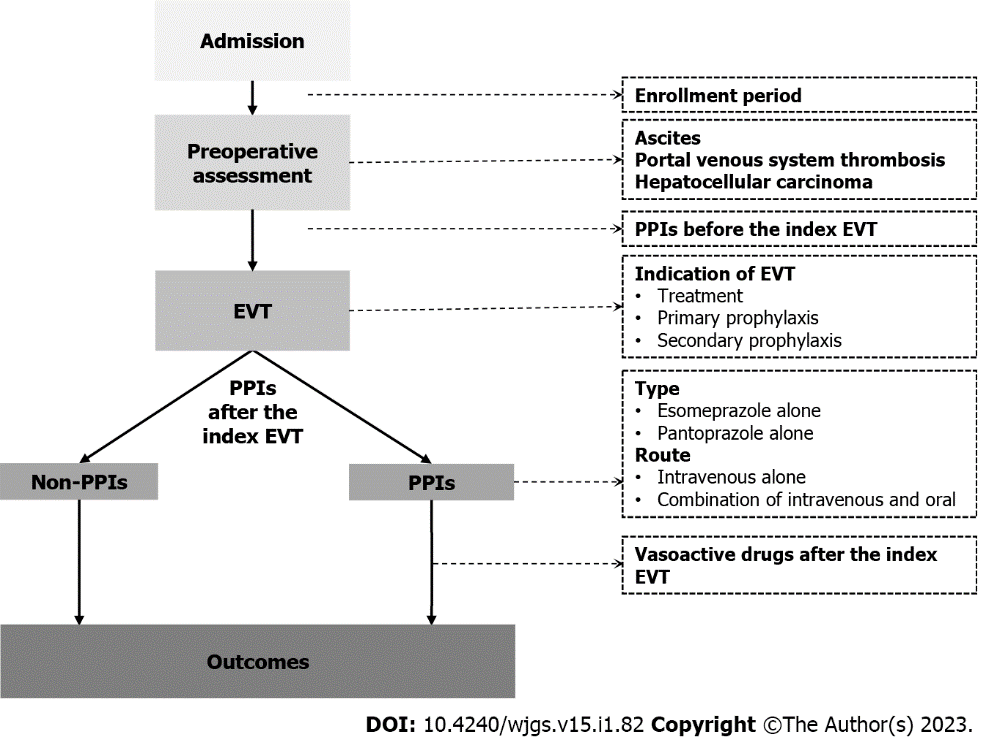 Admission
Enrollment period
Preoperative
assessment
Ascites
Portal venous system thrombosis
Hepatocellular carcinoma
PPIs before the index EVT
EVT
Indication of EVT
• Treatment
• Primary prophylaxis
• Secondary prophylaxis
PPIs
after the
index EVT
Non-PPIs
PPIs
Type
• Esomeprazole alone
• Pantoprazole alone
Route
• Intravenous alone
• Combination of intravenous and oral
Vasoactive drugs after the index
EVT
Outcomes
DOI: 10.4240/wjgs.v15.i1.82 Copyright ©The Author(s) 2023.